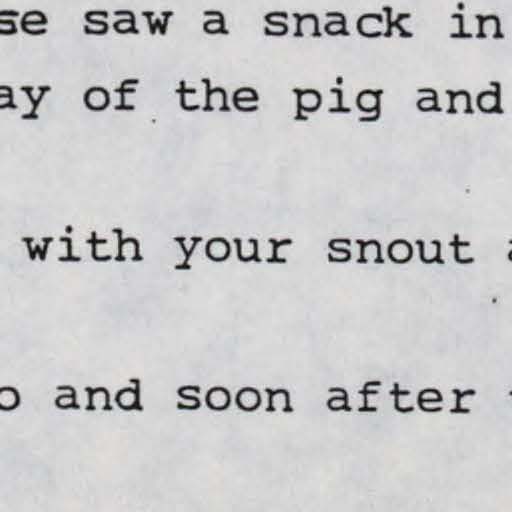 se saw a snack in
ay of the pig and
with your snout a
o and soon after